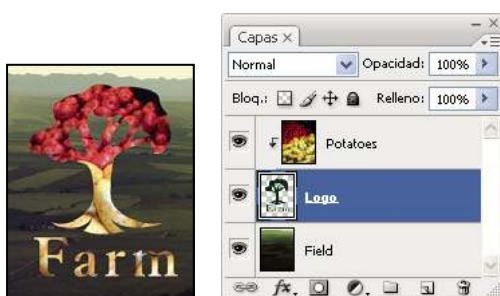 Farm
Capas
Normal
Opacidad: 100%
Bloq.:
Relleno: 100%
Potatoes
Logo
Field